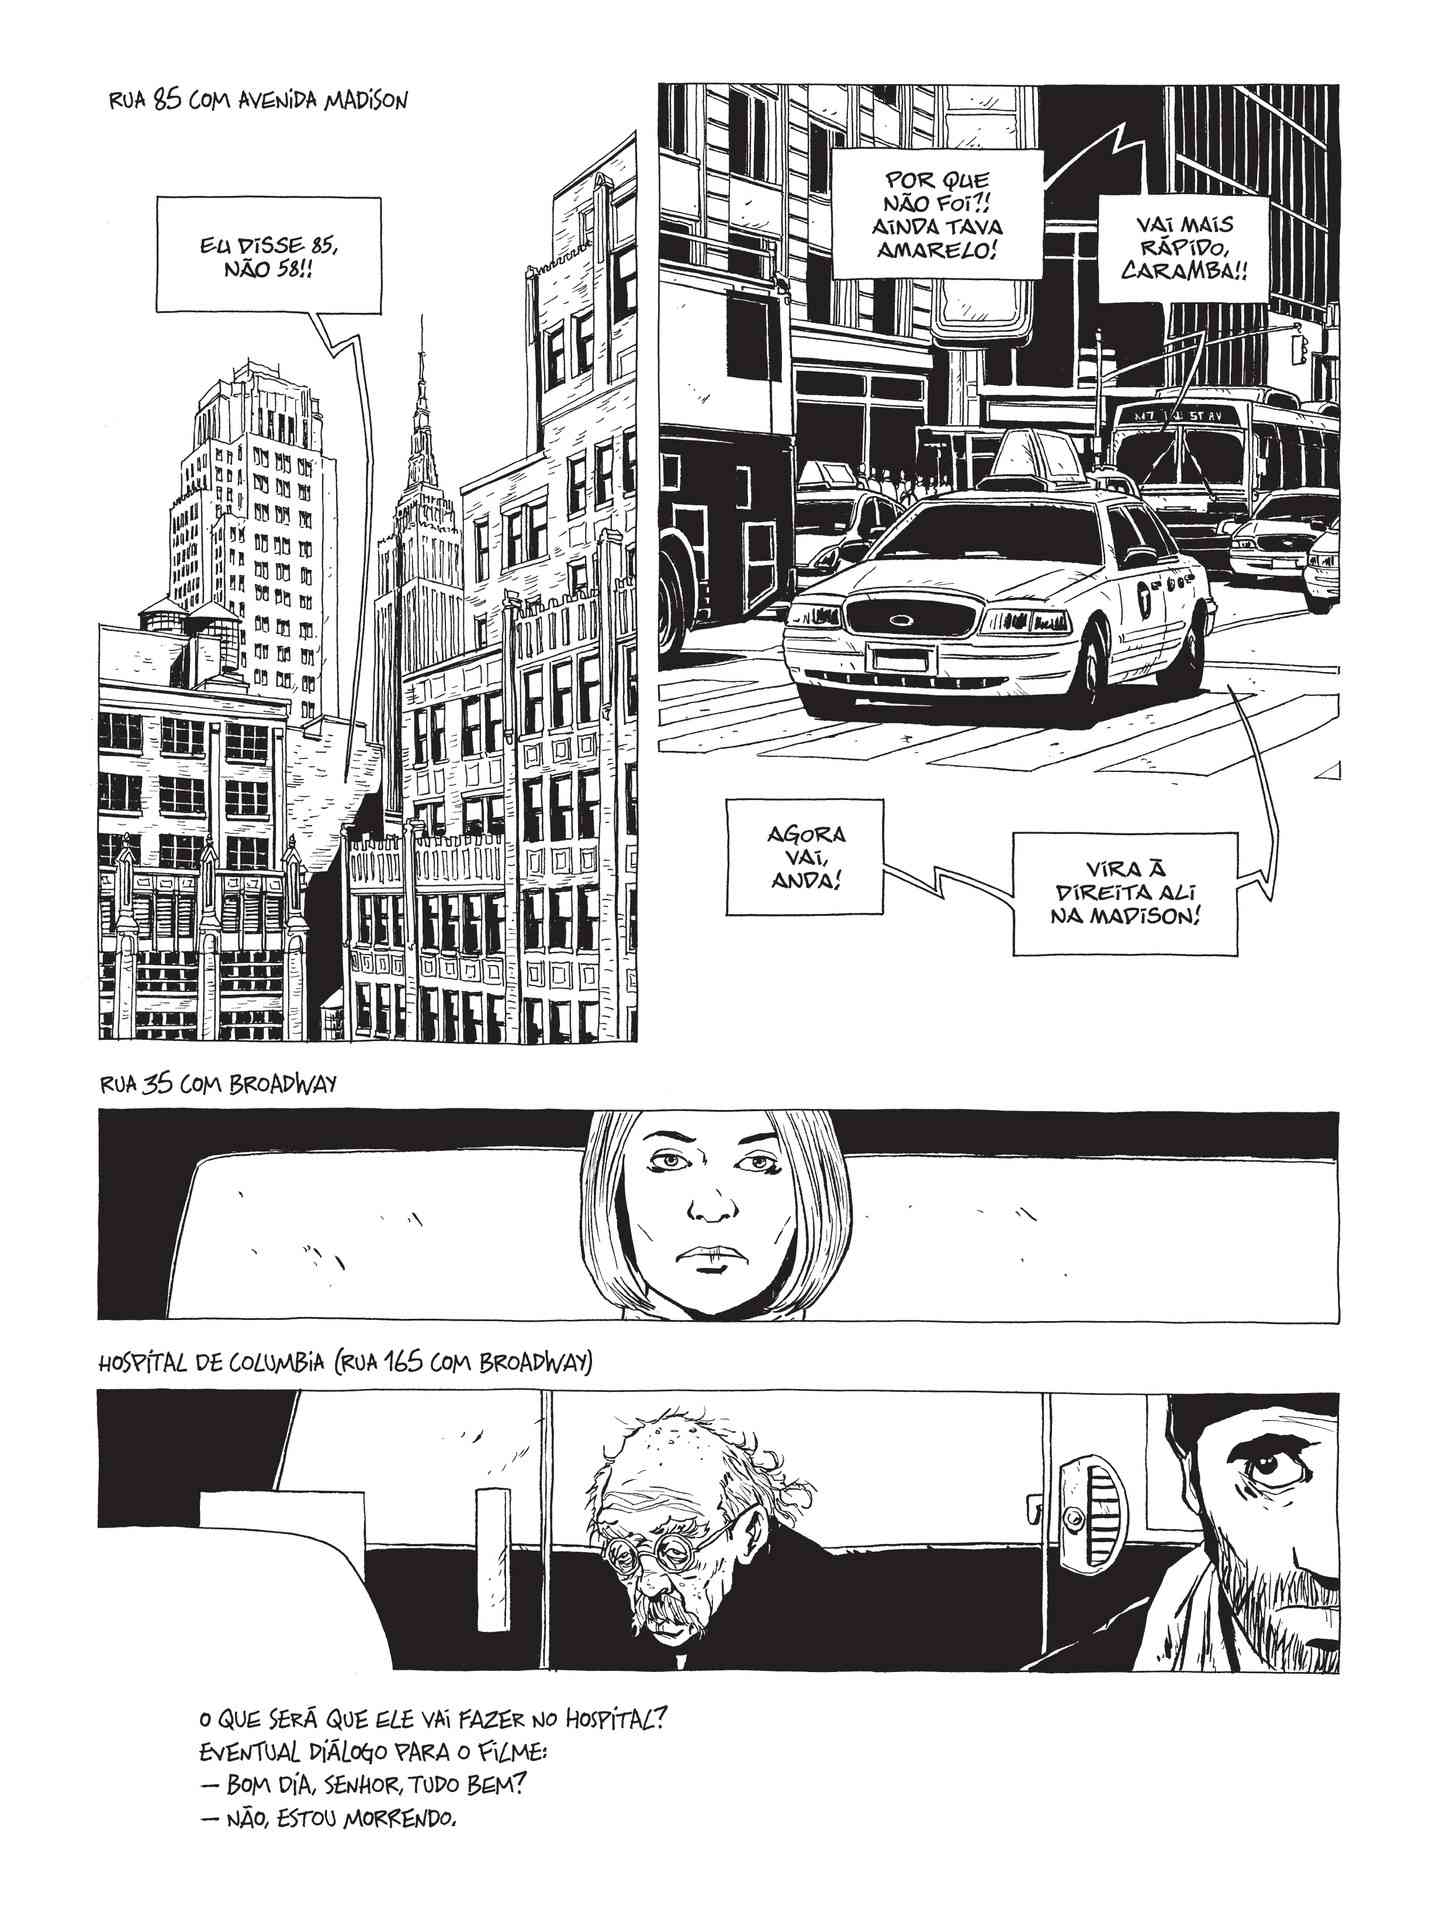 RUA 85 COM AVENIDA MADISON
EU DISSE 85,
NÃO 58!!
POR QUE
NÃO FOI?!
AINDA TAVA
AMARELO!
VAI MAIS
RÁPIDO,
CARAMBA!!
ST AV
AGORA
VAI,
ANDA!
VIRA À
DIREITA ALI
NA MADISON!
RUA 35 COM BROADWAY
HOSPITAL DE COLUMBIA (RUA 165 COM BROADWAY)
O QUE SERÁ QUE ELE VAI FAZER NO HOSPITAL?
EVENTUAL DIÁLOGO PARA O FILME:
— BOM DIA, SENHOR, TUDO BEM?
— NÃO, ESTOU MORRENDO.